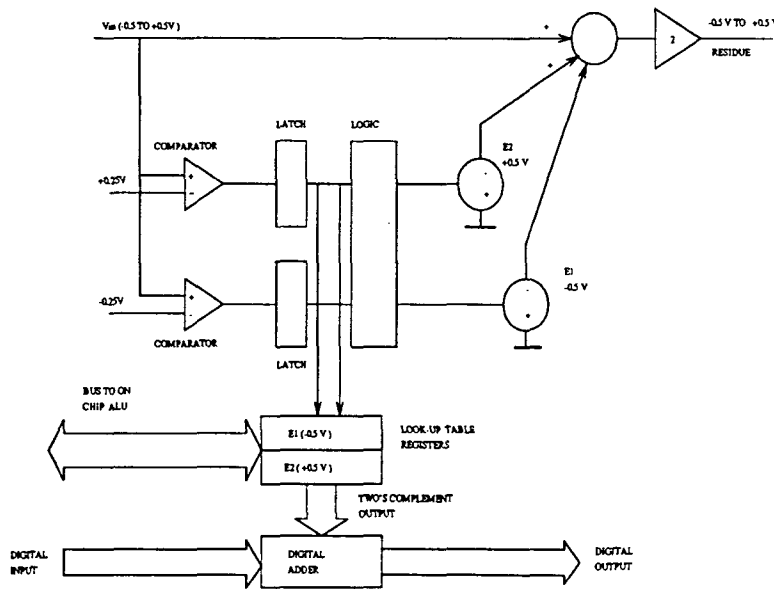 Vin (-0.5 TO +0.5V)
+
+
2
-0.5 V TO +0.5 V
RESIDUE
COMPARATOR
LATCH
LOGIC
E2
+0.5 V
+0.25V
+
-
-
+
-0.25V
+
-
E1
-0.5 V
-
+
COMPARATOR
LATCH
BUS TO ON
CHIP ALU
E1 (-0.5 V)
LOOK-UP TABLE
REGISTERS
E2 (+0.5 V)
TWO'S COMPLEMENT
OUTPUT
DIGITAL
INPUT
DIGITAL
ADDER
DIGITAL
OUTPUT